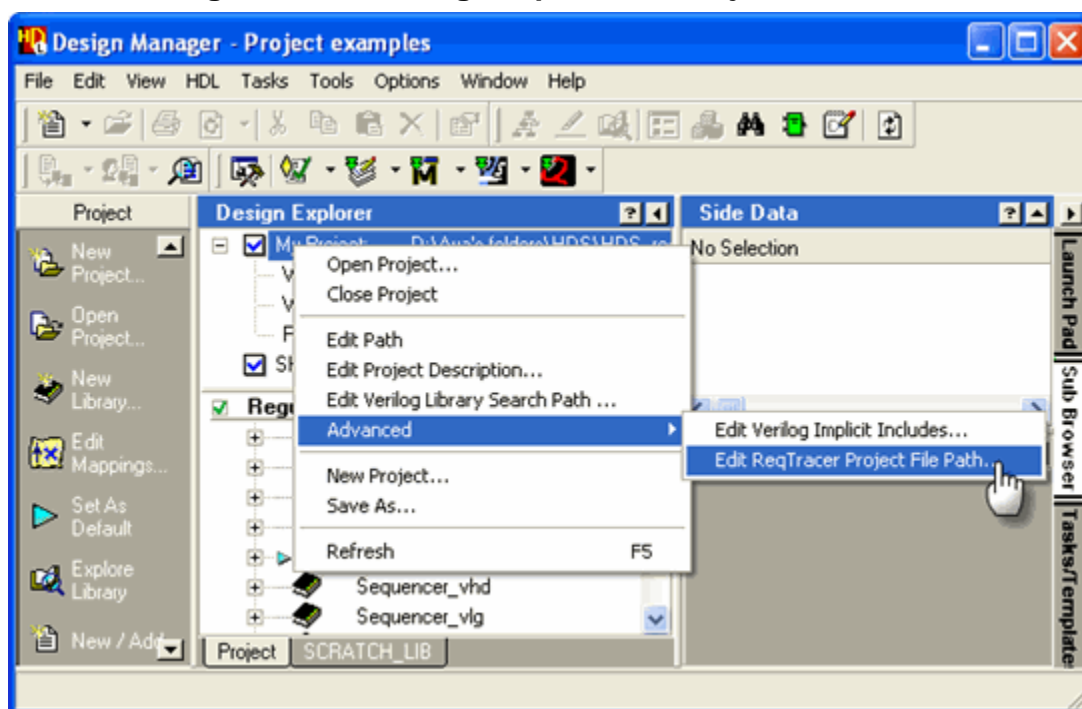 Design Manager - Project examples
File Edit View HDL Tasks Tools Options Window Help
Project
New
Project...
Open
Project...
New
Library...
Edit
Mappings...
Set As
Default
Explore
Library
New / Add
Design Explorer
My Project:
Open Project...
Close Project
Edit Path
Edit Project Description...
Edit Verilog Library Search Path ...
Advanced
New Project...
Save As...
Refresh F5
Edit Verilog Implicit Includes...
Edit ReqTracer Project File Path...
Sequencer_vhd
Sequencer_vlg
Project SCRATCH_LIB
Side Data
No Selection
Launch Pad
Sub Browser
Tasks/Templates